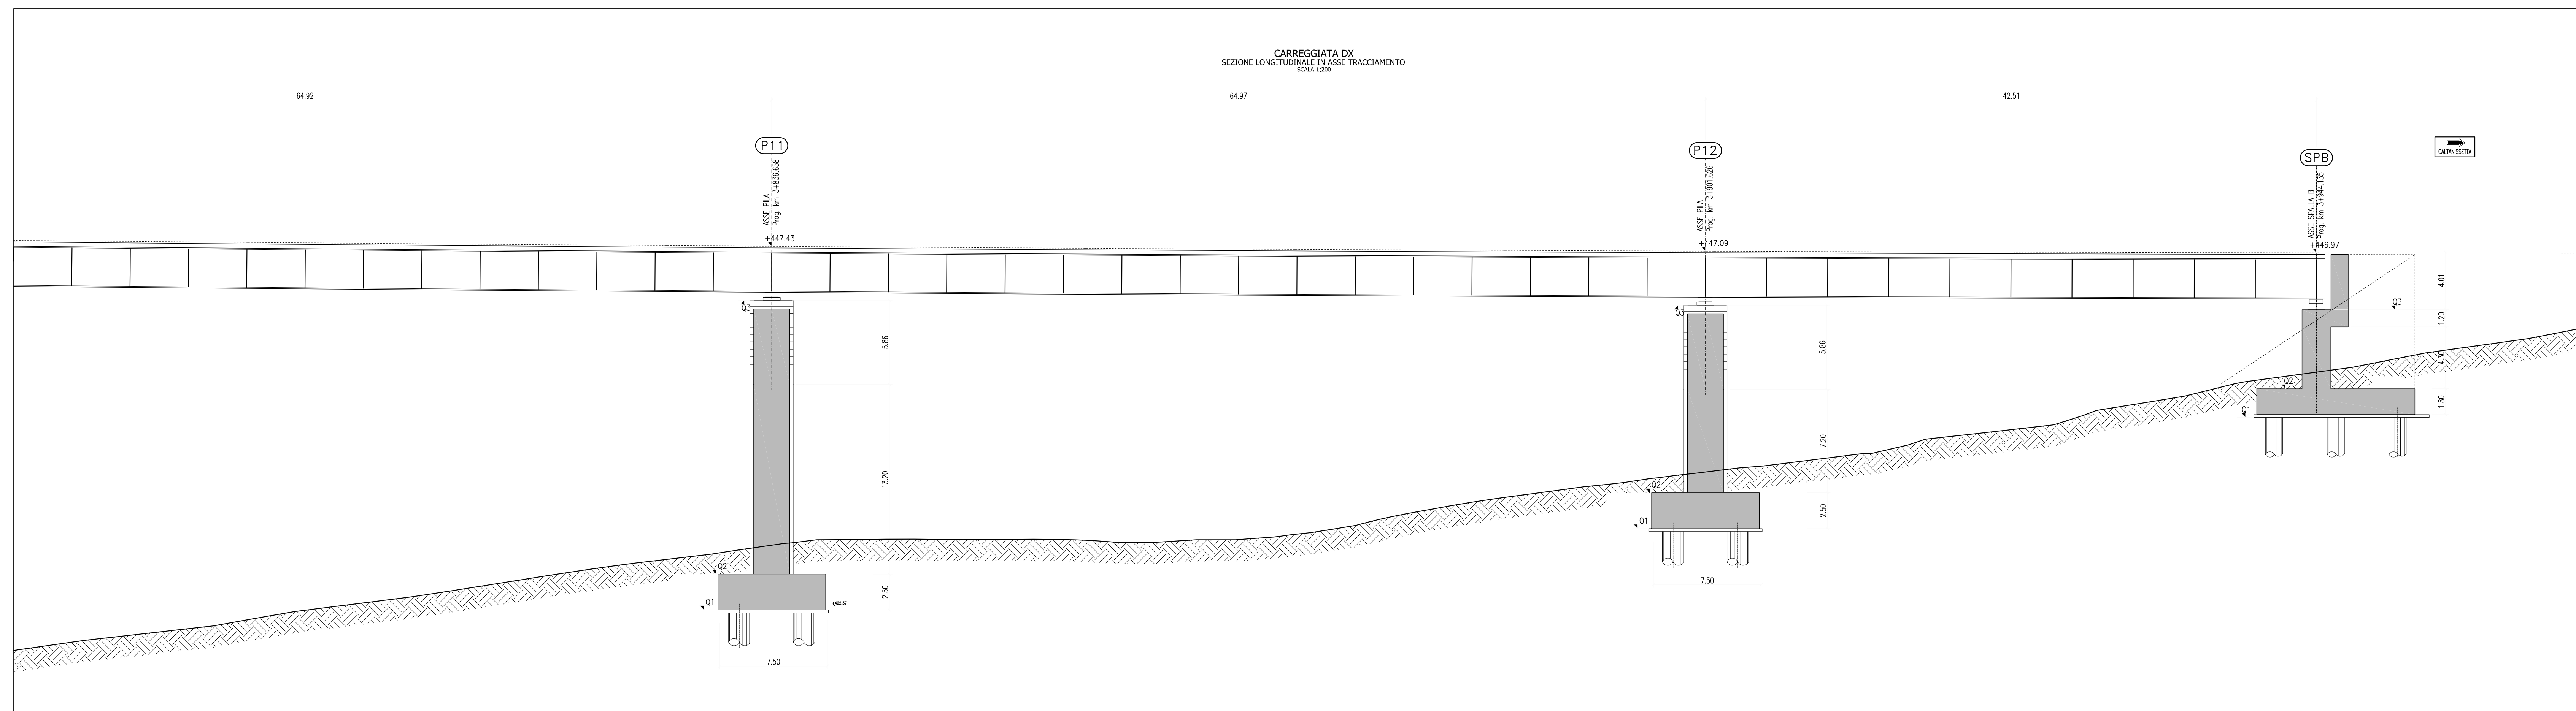 CARREGGIATA DX
SEZIONE LONGITUDINALE IN ASSE TRACCIAMENTO
SCALA 1:200
64.92
64.97
42.51
P11
P12
SPB
CALTANISSETTA
ASSE PILA
Prog. km 3+836.658
ASSE PILA
Prog. km 3+901.626
ASSE SPALLA B
Prog. km 3+944.135
+447.43
+447.09
+446.97
Q3
5.86
13.20
Q2
Q1
2.50
+422.37
7.50
Q3
5.86
7.20
Q2
Q1
2.50
7.50
4.01
Q3
1.20
4.30
Q2
1.80
Q1